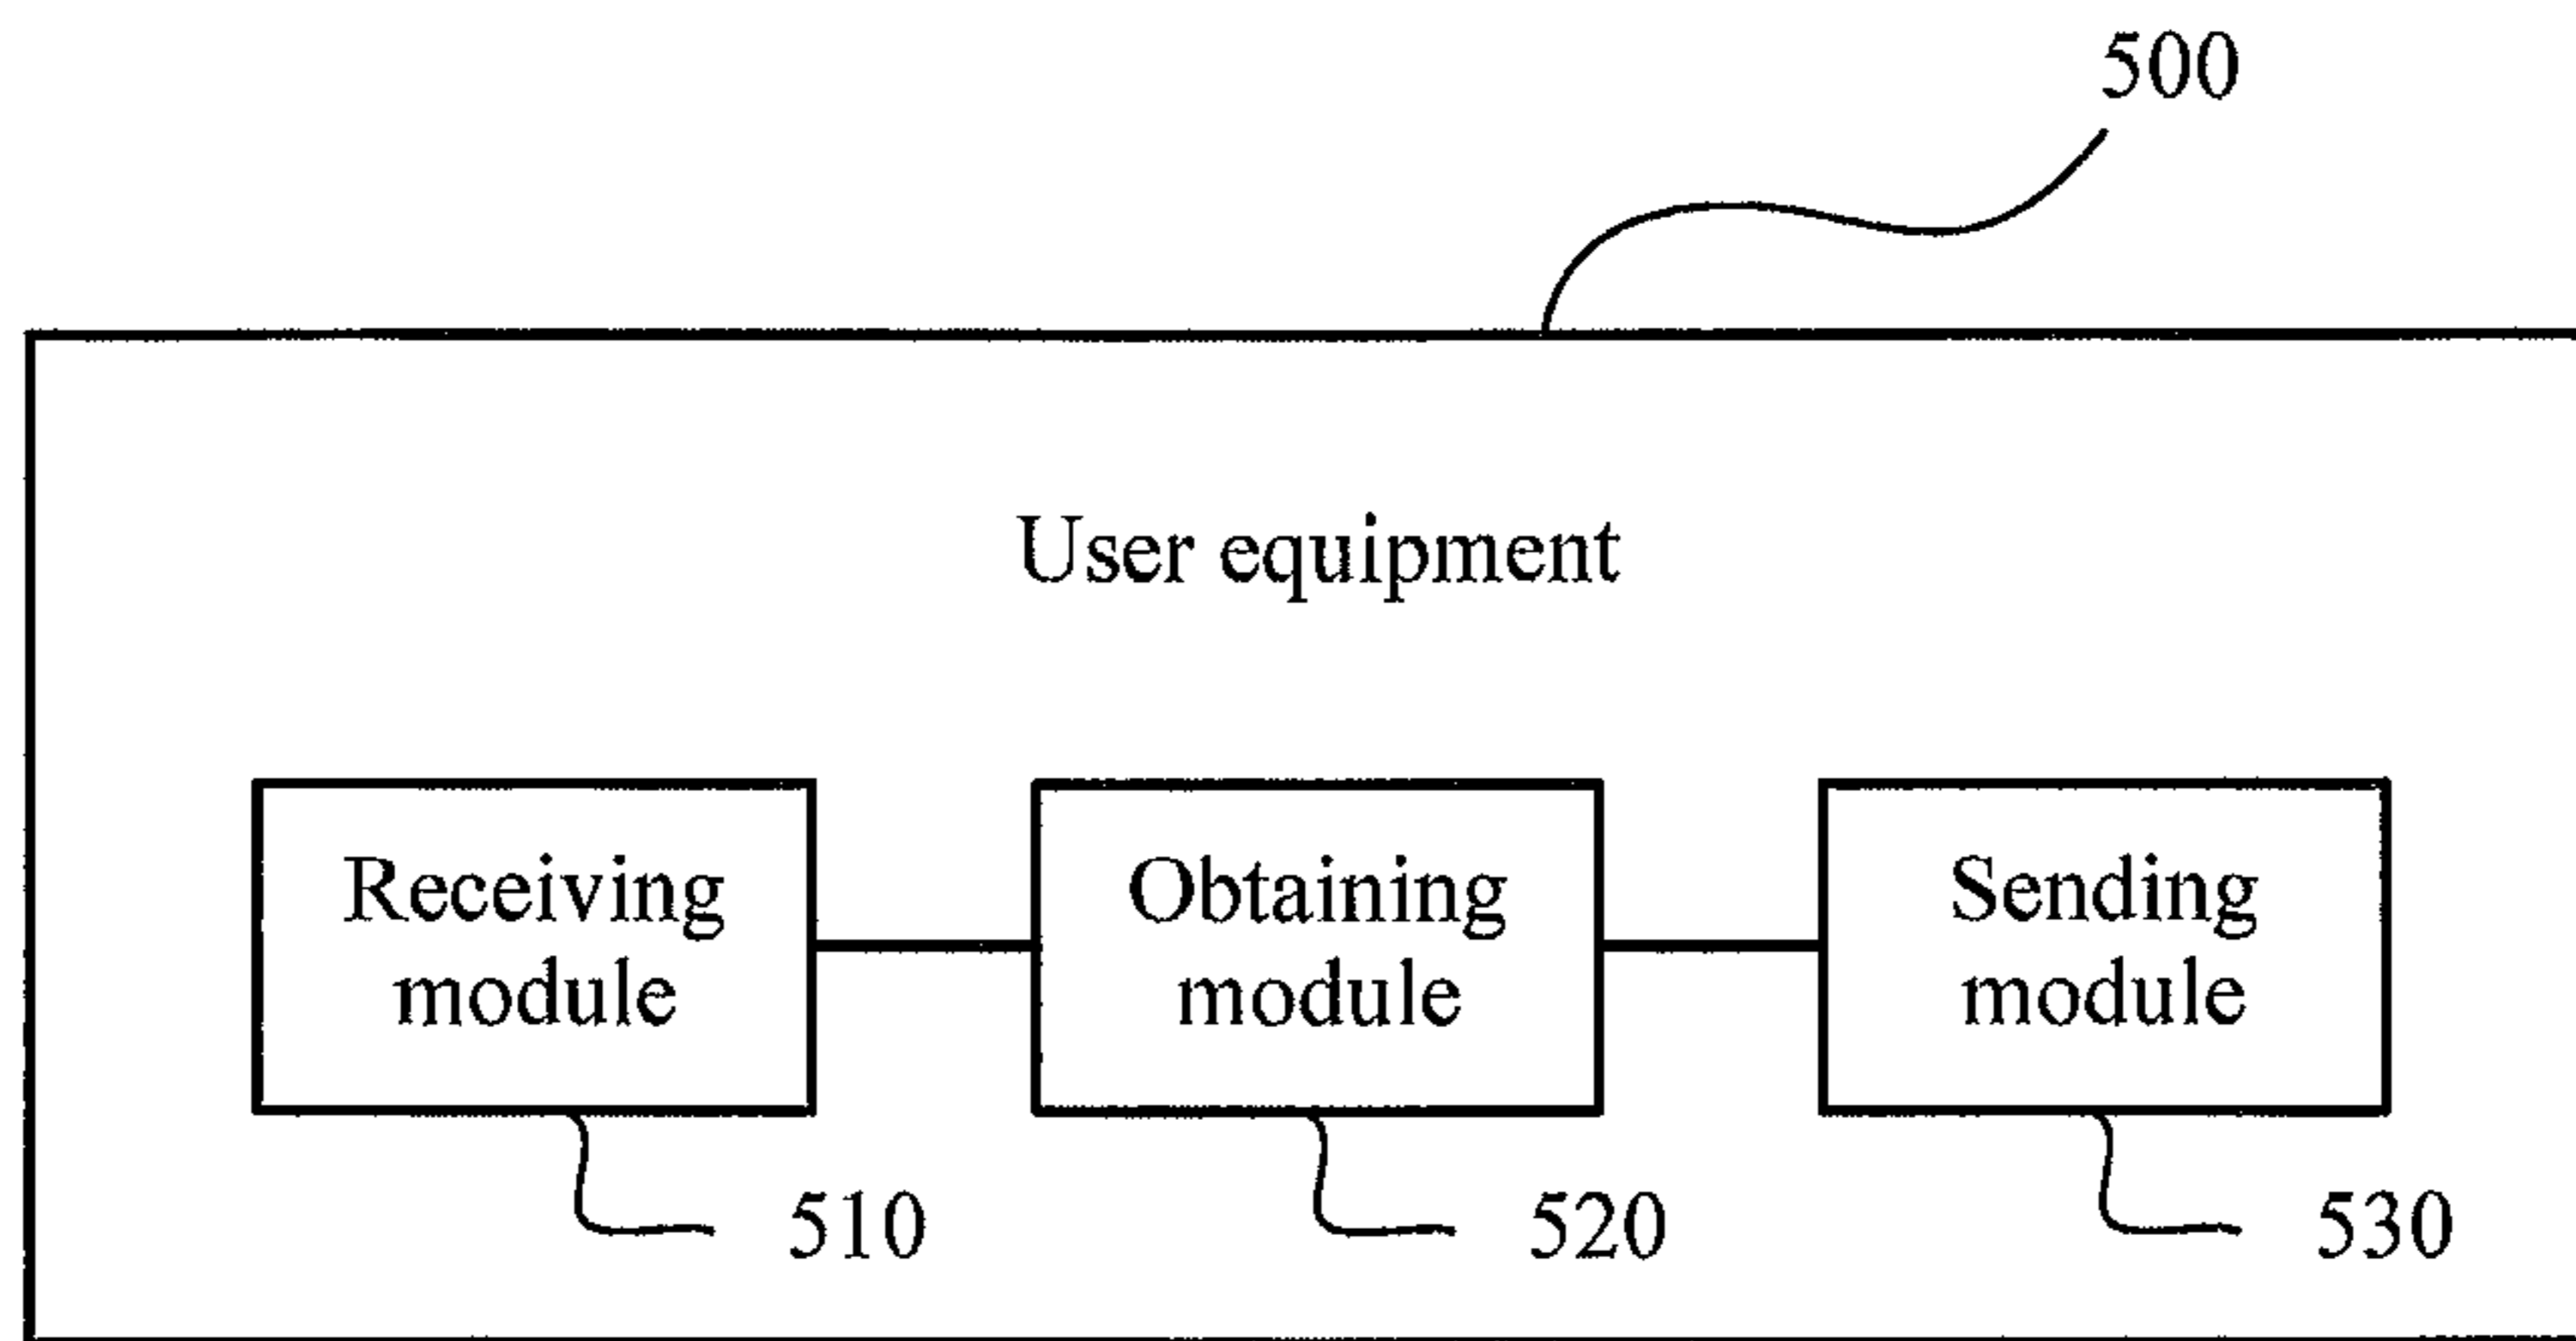 500
User equipment
Receiving
module
Obtaining
module
Sending
module
510
520
530